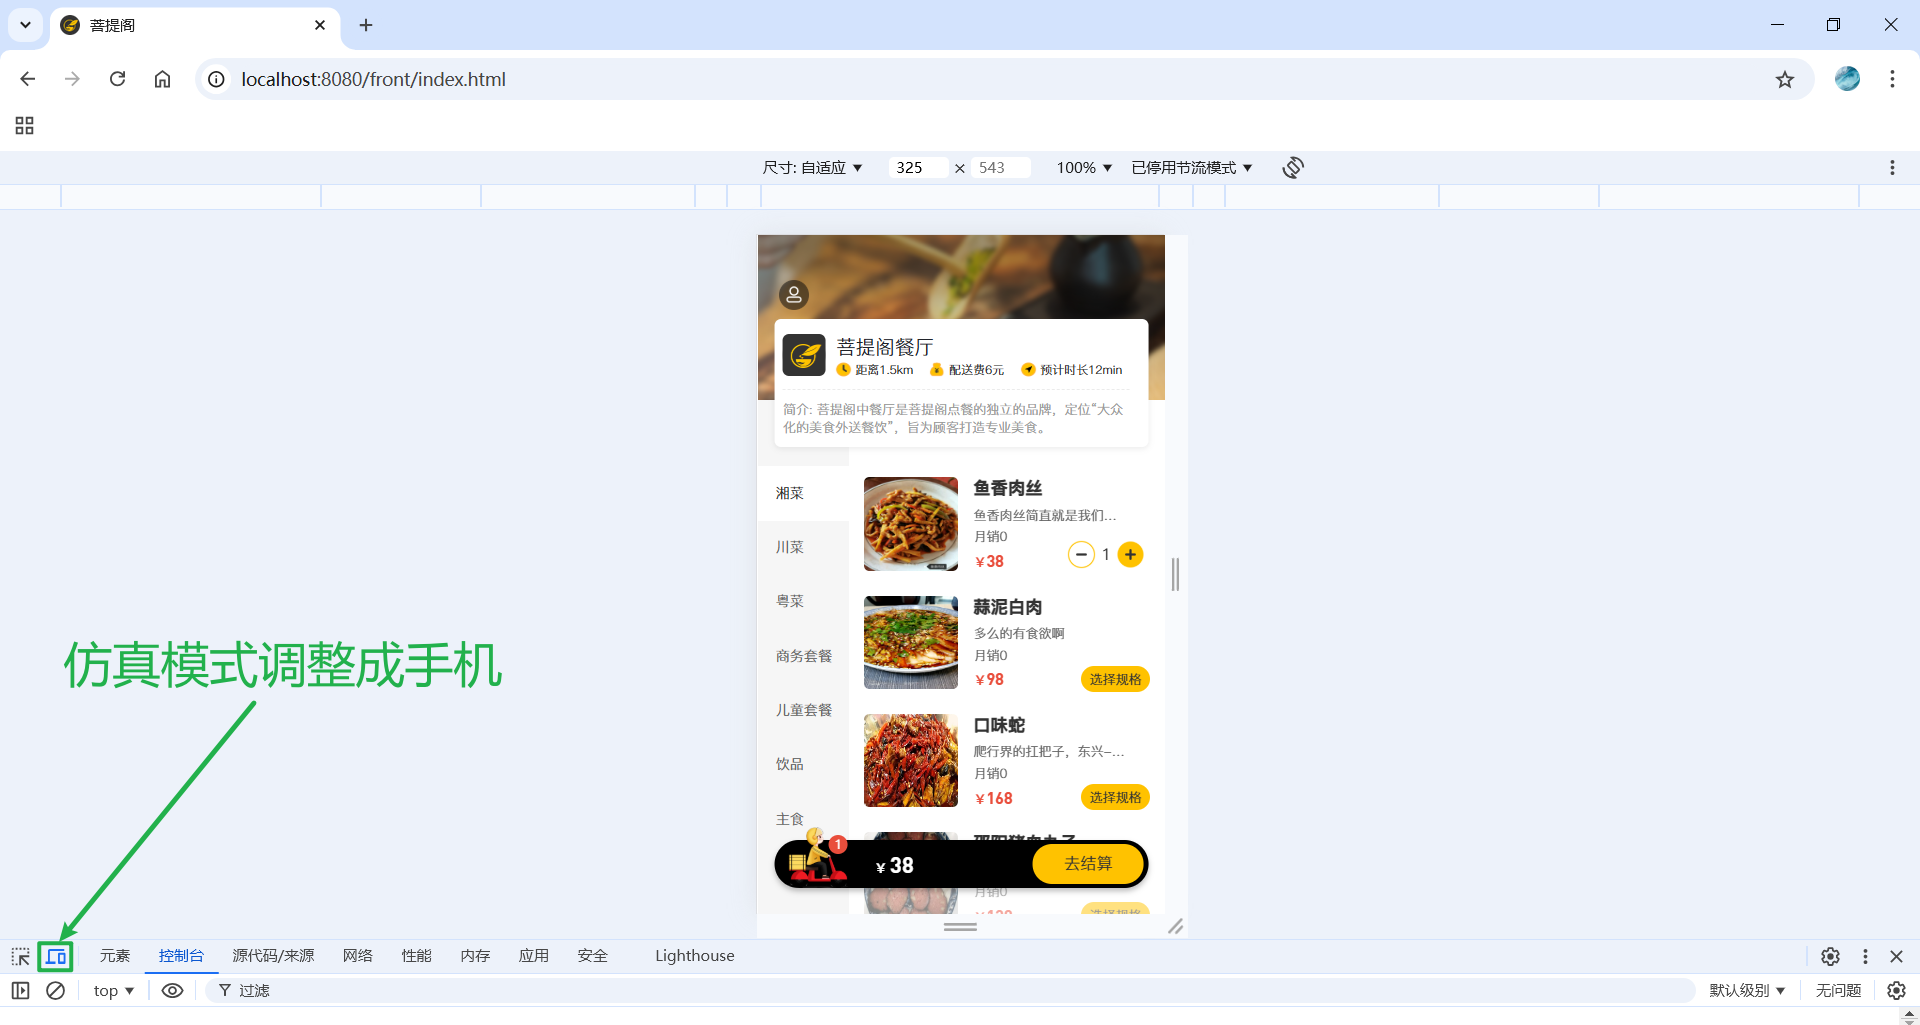 菩提阁
localhost:8080/front/index.html
尺寸: 自适应 ▼ 325 × 543 100% ▼ 已停用节流模式 ▼
菩提阁餐厅
距离1.5km 配送费6元 预计时长12min
简介: 菩提阁中餐厅是菩提阁点餐的独立的品牌，定位“大众
化的美食外送餐饮”，旨为顾客打造专业美食。
湘菜
川菜
粤菜
商务套餐
儿童套餐
饮品
主食
鱼香肉丝
鱼香肉丝简直就是我们...
月销0
¥38
1
蒜泥白肉
多么的有食欲啊
月销0
¥98
选择规格
口味蛇
爬行界的扛把子，东兴-...
月销0
¥168
选择规格
1
¥ 38
去结算
月销0
选择规格
仿真模式调整成手机
元素 控制台 源代码/来源 网络 性能 内存 应用 安全 Lighthouse
top ▼ 过滤 默认级别 ▼ 无问题